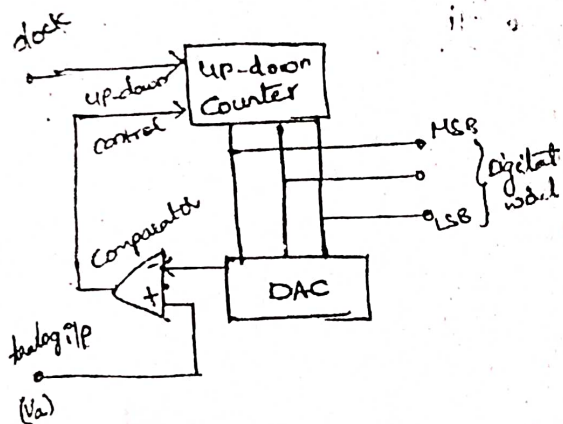 clock
up-down
control
up-down
Counter
MSB
LSB
Digital
word
Comparator
-
+
DAC
Analog i/p
(Va)